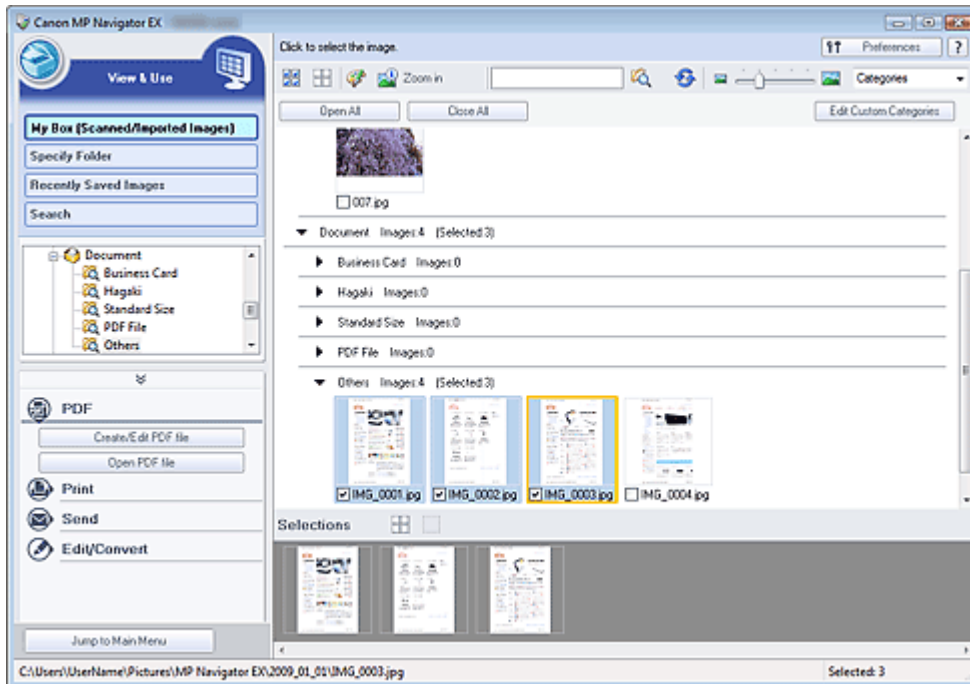 Canon MP Navigator EX
View & Use
My Box (Scanned/Imported Images)
Specify Folder
Recently Saved Images
Search
Document
Business Card
Hagaki
Standard Size
PDF File
Others
PDF
Create/Edit PDF file
Open PDF file
Print
Send
Edit/Convert
Jump to Main Menu
Click to select the image.
Preferences
?
Zoom in
Categories
Open All
Close All
Edit Custom Categories
007.jpg
Document Images:4 (Selected:3)
Business Card Images:0
Hagaki Images:0
Standard Size Images:0
PDF File Images:0
Others Images:4 (Selected:3)
IMG_0001.jpg IMG_0002.jpg IMG_0003.jpg IMG_0004.jpg
Selections
C:\Users\UserName\Pictures\MP Navigator EX\2009_01_01\IMG_0003.jpg
Selected: 3